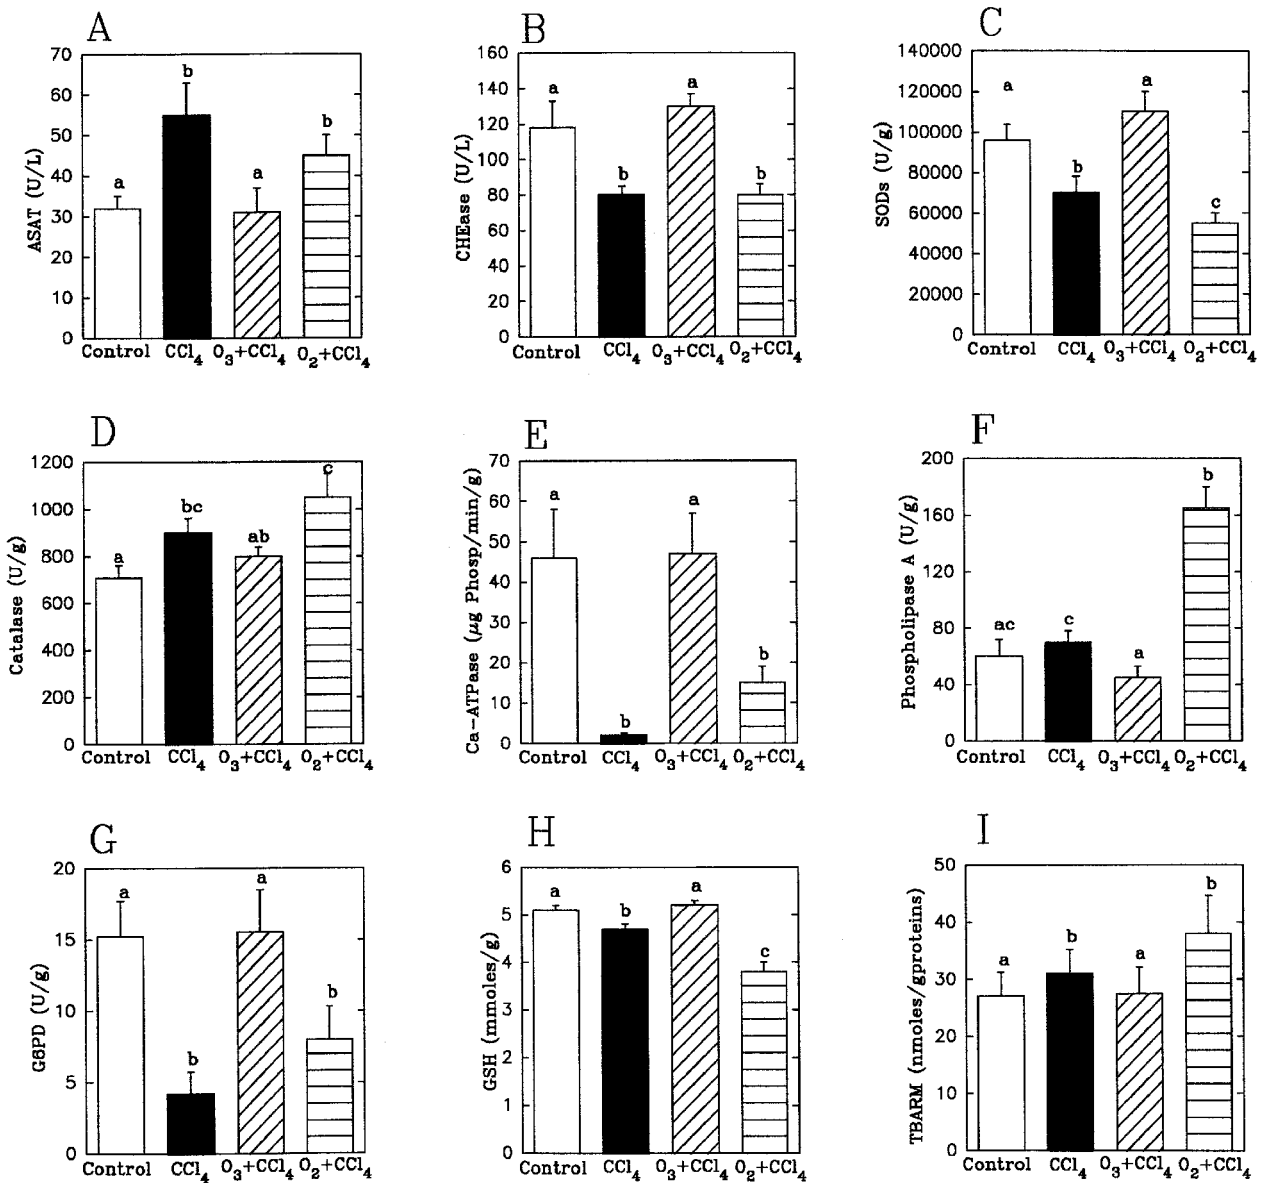 A
70
60
50
40
30
20
10
0
ASAT (U/L)
a
b
a
b
Control CCl4 O3+CCl4 O2+CCl4
B
160
140
120
100
80
60
40
20
0
CHEase (U/L)
a
b
a
b
Control CCl4 O3+CCl4 O2+CCl4
C
140000
120000
100000
80000
60000
40000
20000
0
SODs (U/g)
a
b
a
c
Control CCl4 O3+CCl4 O2+CCl4
D
1200
1000
800
600
400
200
0
Catalase (U/g)
a
bc
ab
c
Control CCl4 O3+CCl4 O2+CCl4
E
70
60
50
40
30
20
10
0
Ca-ATPase (μg Phosp/min/g)
a
b
a
b
Control CCl4 O3+CCl4 O2+CCl4
F
200
160
120
80
40
0
Phospholipase A (U/g)
ac
c
a
b
Control CCl4 O3+CCl4 O2+CCl4
G
20
15
10
5
0
G6PD (U/g)
a
b
a
b
Control CCl4 O3+CCl4 O2+CCl4
H
6
5
4
3
2
1
0
GSH (mmoles/g)
a
b
a
c
Control CCl4 O3+CCl4 O2+CCl4
I
50
40
30
20
10
0
TBARM (nmoles/gproteins)
a
b
a
b
Control CCl4 O3+CCl4 O2+CCl4